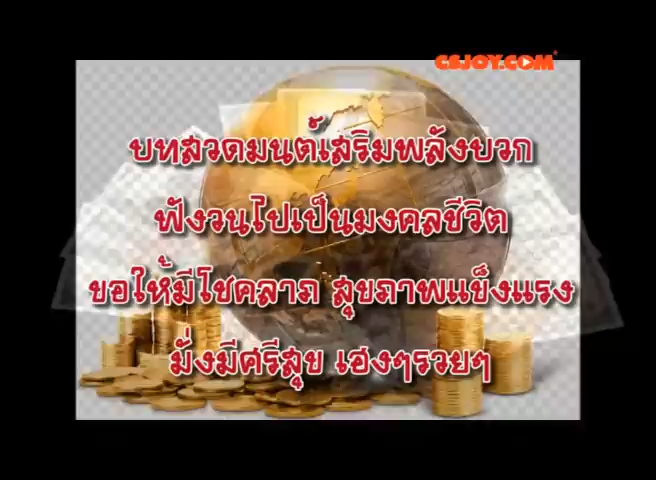 CSJOY.COM
บทสวดมนต์เสริมพลังบวก
ฟังวนไปเป็นมงคลชีวิต
ขอให้มีโชคลาภ สุขภาพแข็งแรง
มั่งมีศรีสุข เฮงๆรวยๆ